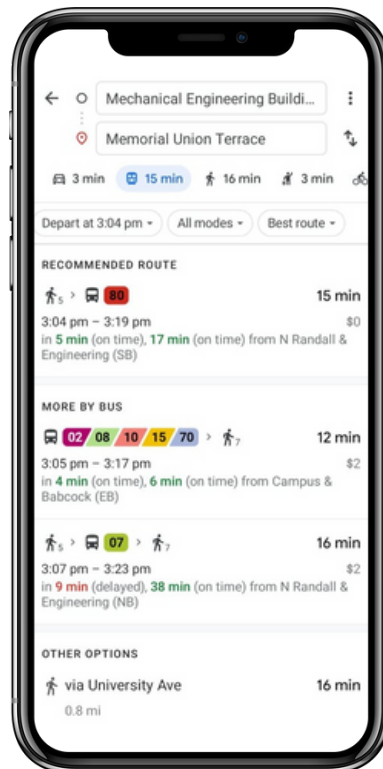 Mechanical Engineering Buildi...
Memorial Union Terrace
3 min 15 min 16 min 3 min
Depart at 3:04 pm All modes Best route
RECOMMENDED ROUTE
5 > 80 15 min
3:04 pm – 3:19 pm $0
in 5 min (on time), 17 min (on time) from N Randall &
Engineering (SB)
MORE BY BUS
02 08 10 15 70 > 7 12 min
3:05 pm – 3:17 pm $2
in 4 min (on time), 6 min (on time) from Campus &
Babcock (EB)
5 > 07 > 7 16 min
3:07 pm – 3:23 pm $2
in 9 min (delayed), 38 min (on time) from N Randall &
Engineering (NB)
OTHER OPTIONS
via University Ave 16 min
0.8 mi